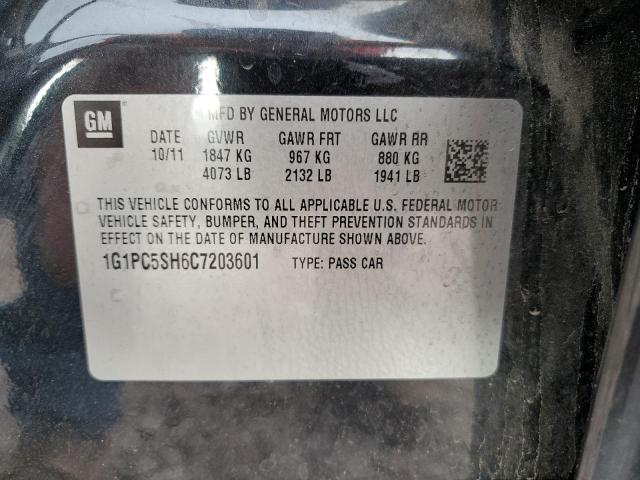 GM
MFD BY GENERAL MOTORS LLC
DATE GVWR GAWR FRT GAWR RR
10/11 1847 KG 967 KG 880 KG
4073 LB 2132 LB 1941 LB
THIS VEHICLE CONFORMS TO ALL APPLICABLE U.S. FEDERAL MOTOR
VEHICLE SAFETY, BUMPER, AND THEFT PREVENTION STANDARDS IN
EFFECT ON THE DATE OF MANUFACTURE SHOWN ABOVE.
1G1PC5SH6C7203601 TYPE: PASS CAR